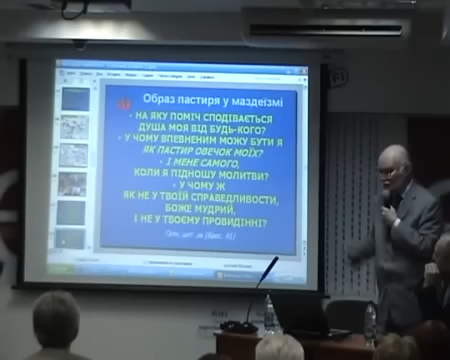 Образ пастиря у маздеїзмі
• НА ЯКУ ПОМІЧ СПОДІВАЄТЬСЯ
ДУША МОЯ ВІД БУДЬ-КОГО?
• У ЧОМУ ВПЕВНЕНИМ МОЖУ БУТИ Я
ЯК ПАСТИР ОВЕЧОК МОЇХ?
• І МЕНЕ САМОГО,
КОЛИ Я ПІДНОШУ МОЛИТВИ?
• У ЧОМУ Ж
ЯК НЕ У ТВОЇЙ СПРАВЕДЛИВОСТИ,
БОЖЕ МУДРИЙ,
І НЕ У ТВОЄМУ ПРОВИДІННІ?